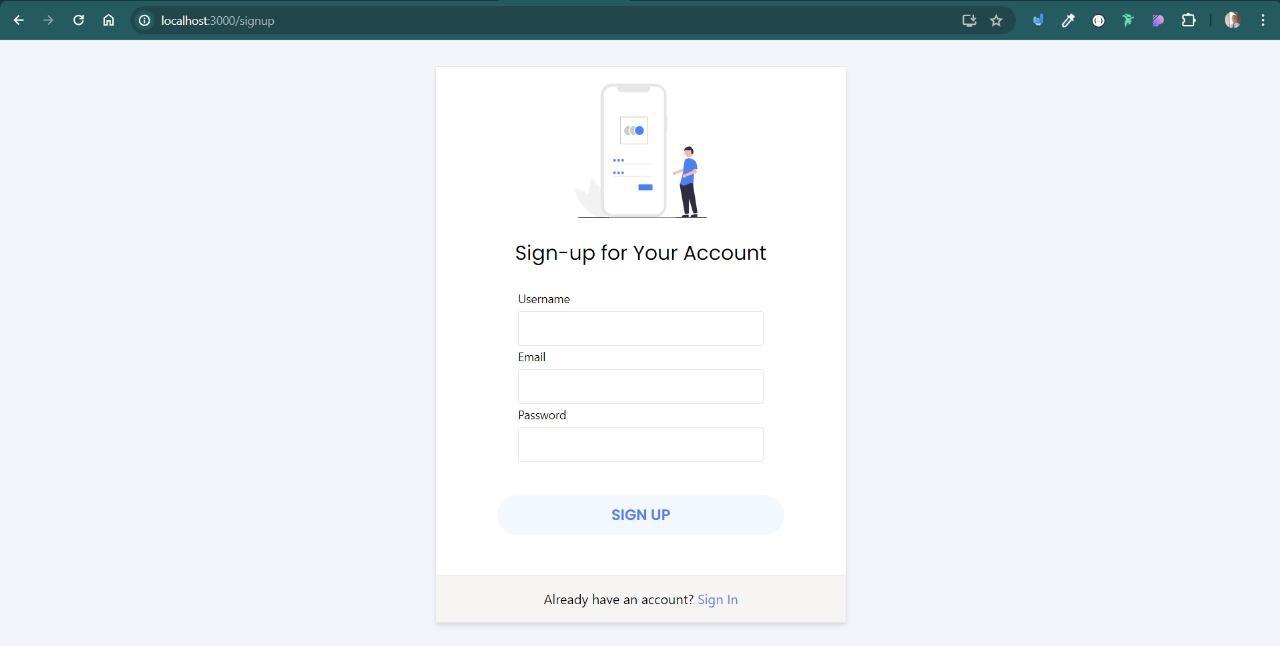 localhost:3000/signup
Sign-up for Your Account
Username
Email
Password
SIGN UP
Already have an account? Sign In